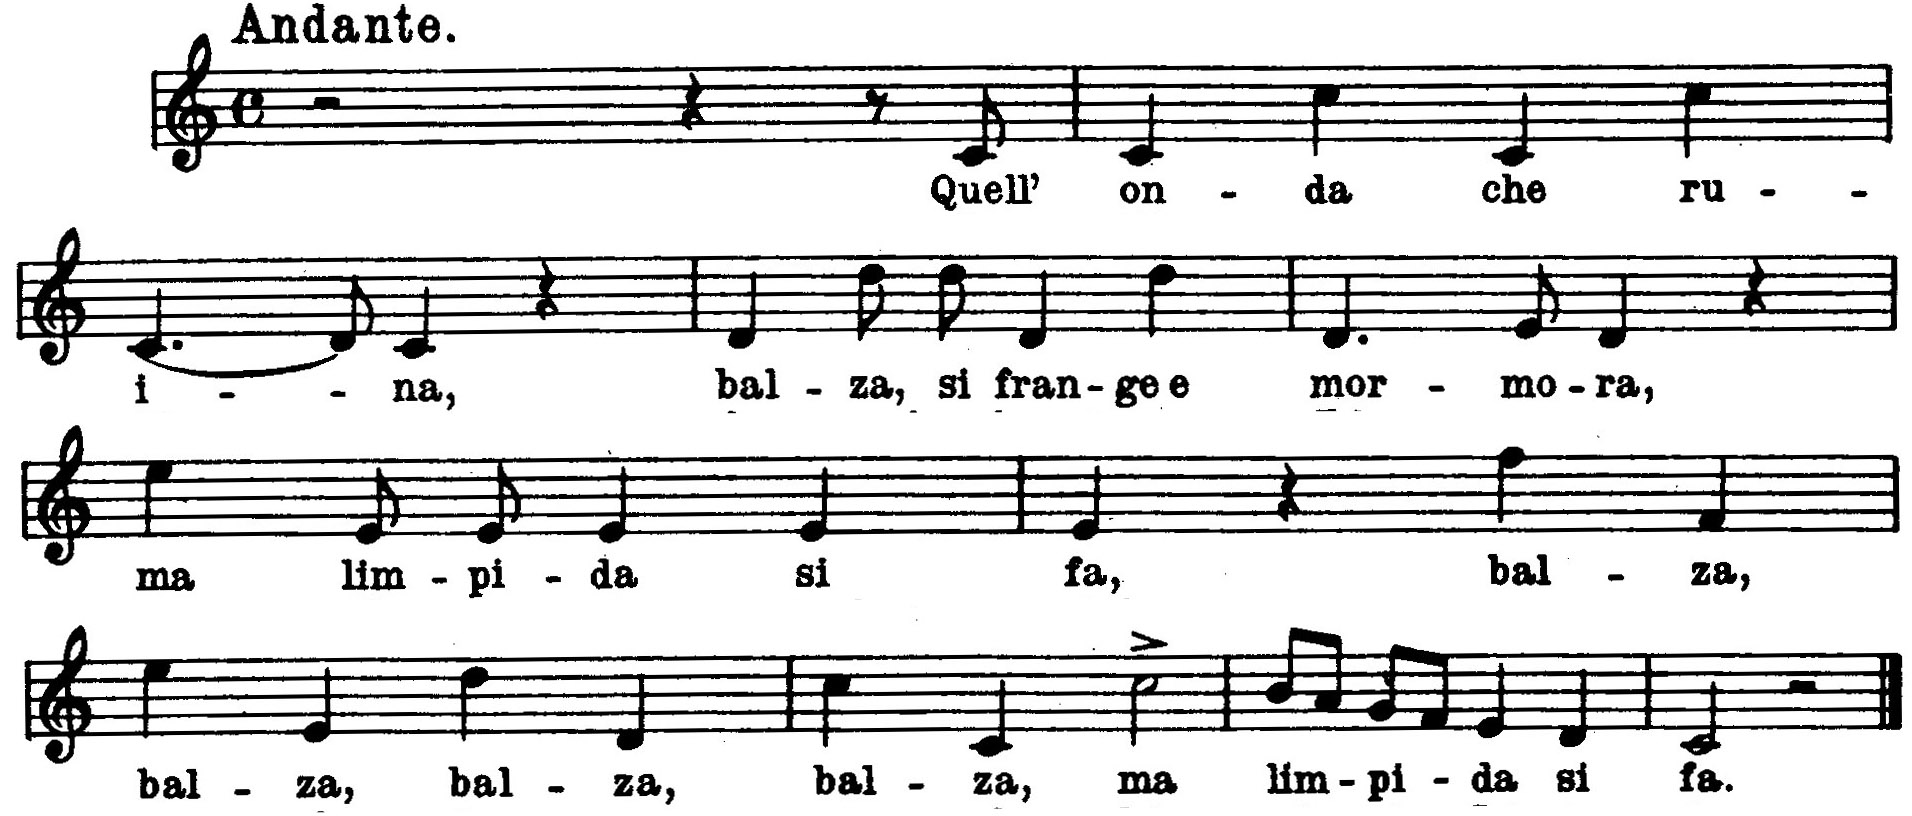 Andante.
Quell' on - da che ru - -
i - - na, bal - za, si fran - ge e mor - mo - ra,
ma lim - pi - da si fa, bal - za,
bal - za, bal - za, bal - za, ma lim - pi - da si fa.